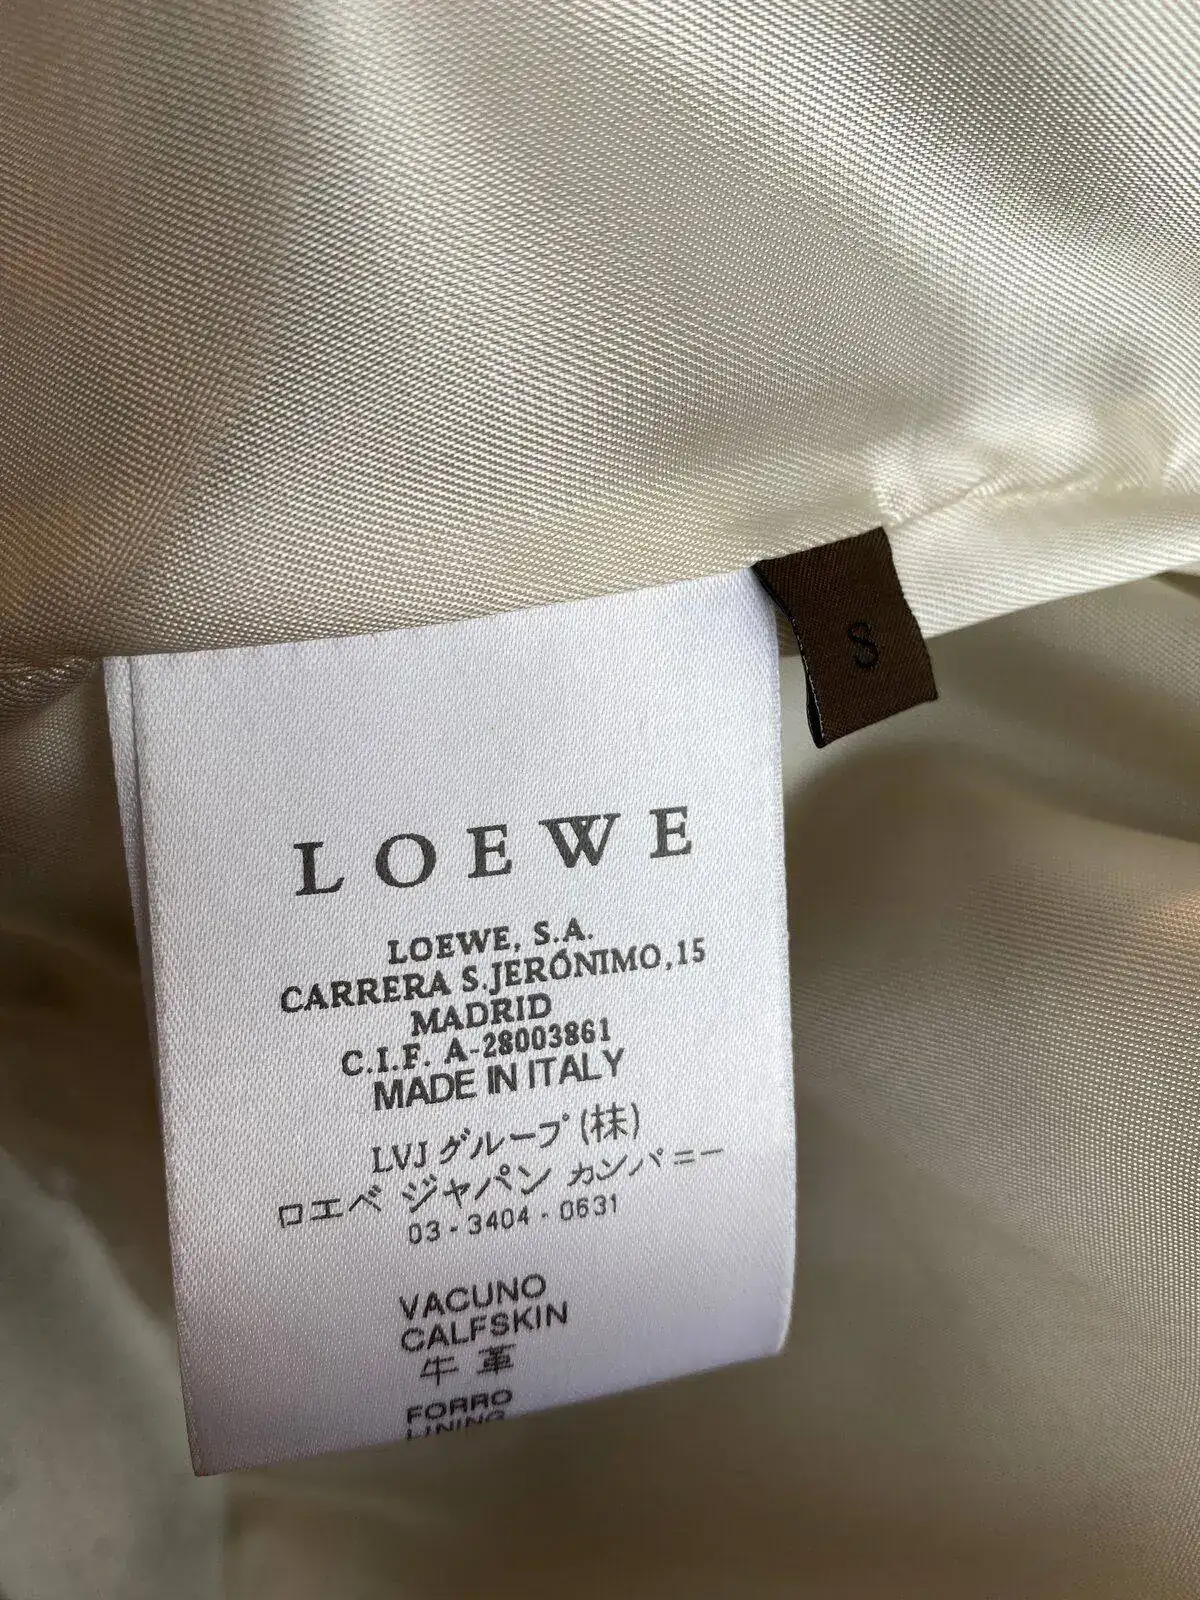 S
LOEWE
LOEWE, S.A.
CARRERA S.JERÓNIMO,15
MADRID
C.I.F. A-28003861
MADE IN ITALY
LVJ グループ (株)
ロエベ ジャパン カンパニー
03-3404-0631
VACUNO
CALFSKIN
牛革
FORRO
LINING